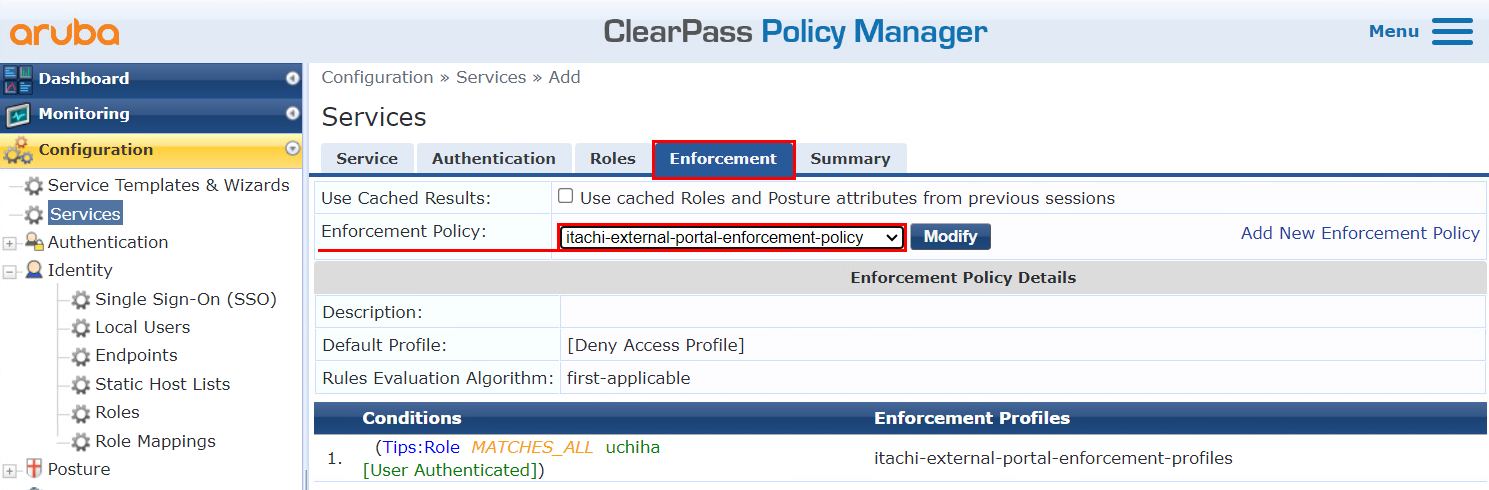 aruba
ClearPass Policy Manager
Menu
Dashboard
Monitoring
Configuration
Service Templates & Wizards
Services
Authentication
Identity
Single Sign-On (SSO)
Local Users
Endpoints
Static Host Lists
Roles
Role Mappings
Posture
Configuration » Services » Add
Services
Service
Authentication
Roles
Enforcement
Summary
Use Cached Results:
Use cached Roles and Posture attributes from previous sessions
Enforcement Policy:
itachi-external-portal-enforcement-policy
Modify
Add New Enforcement Policy
Enforcement Policy Details
Description:
Default Profile:
[Deny Access Profile]
Rules Evaluation Algorithm:
first-applicable
Conditions
Enforcement Profiles
1.
(Tips:Role MATCHES_ALL uchiha
[User Authenticated])
itachi-external-portal-enforcement-profiles